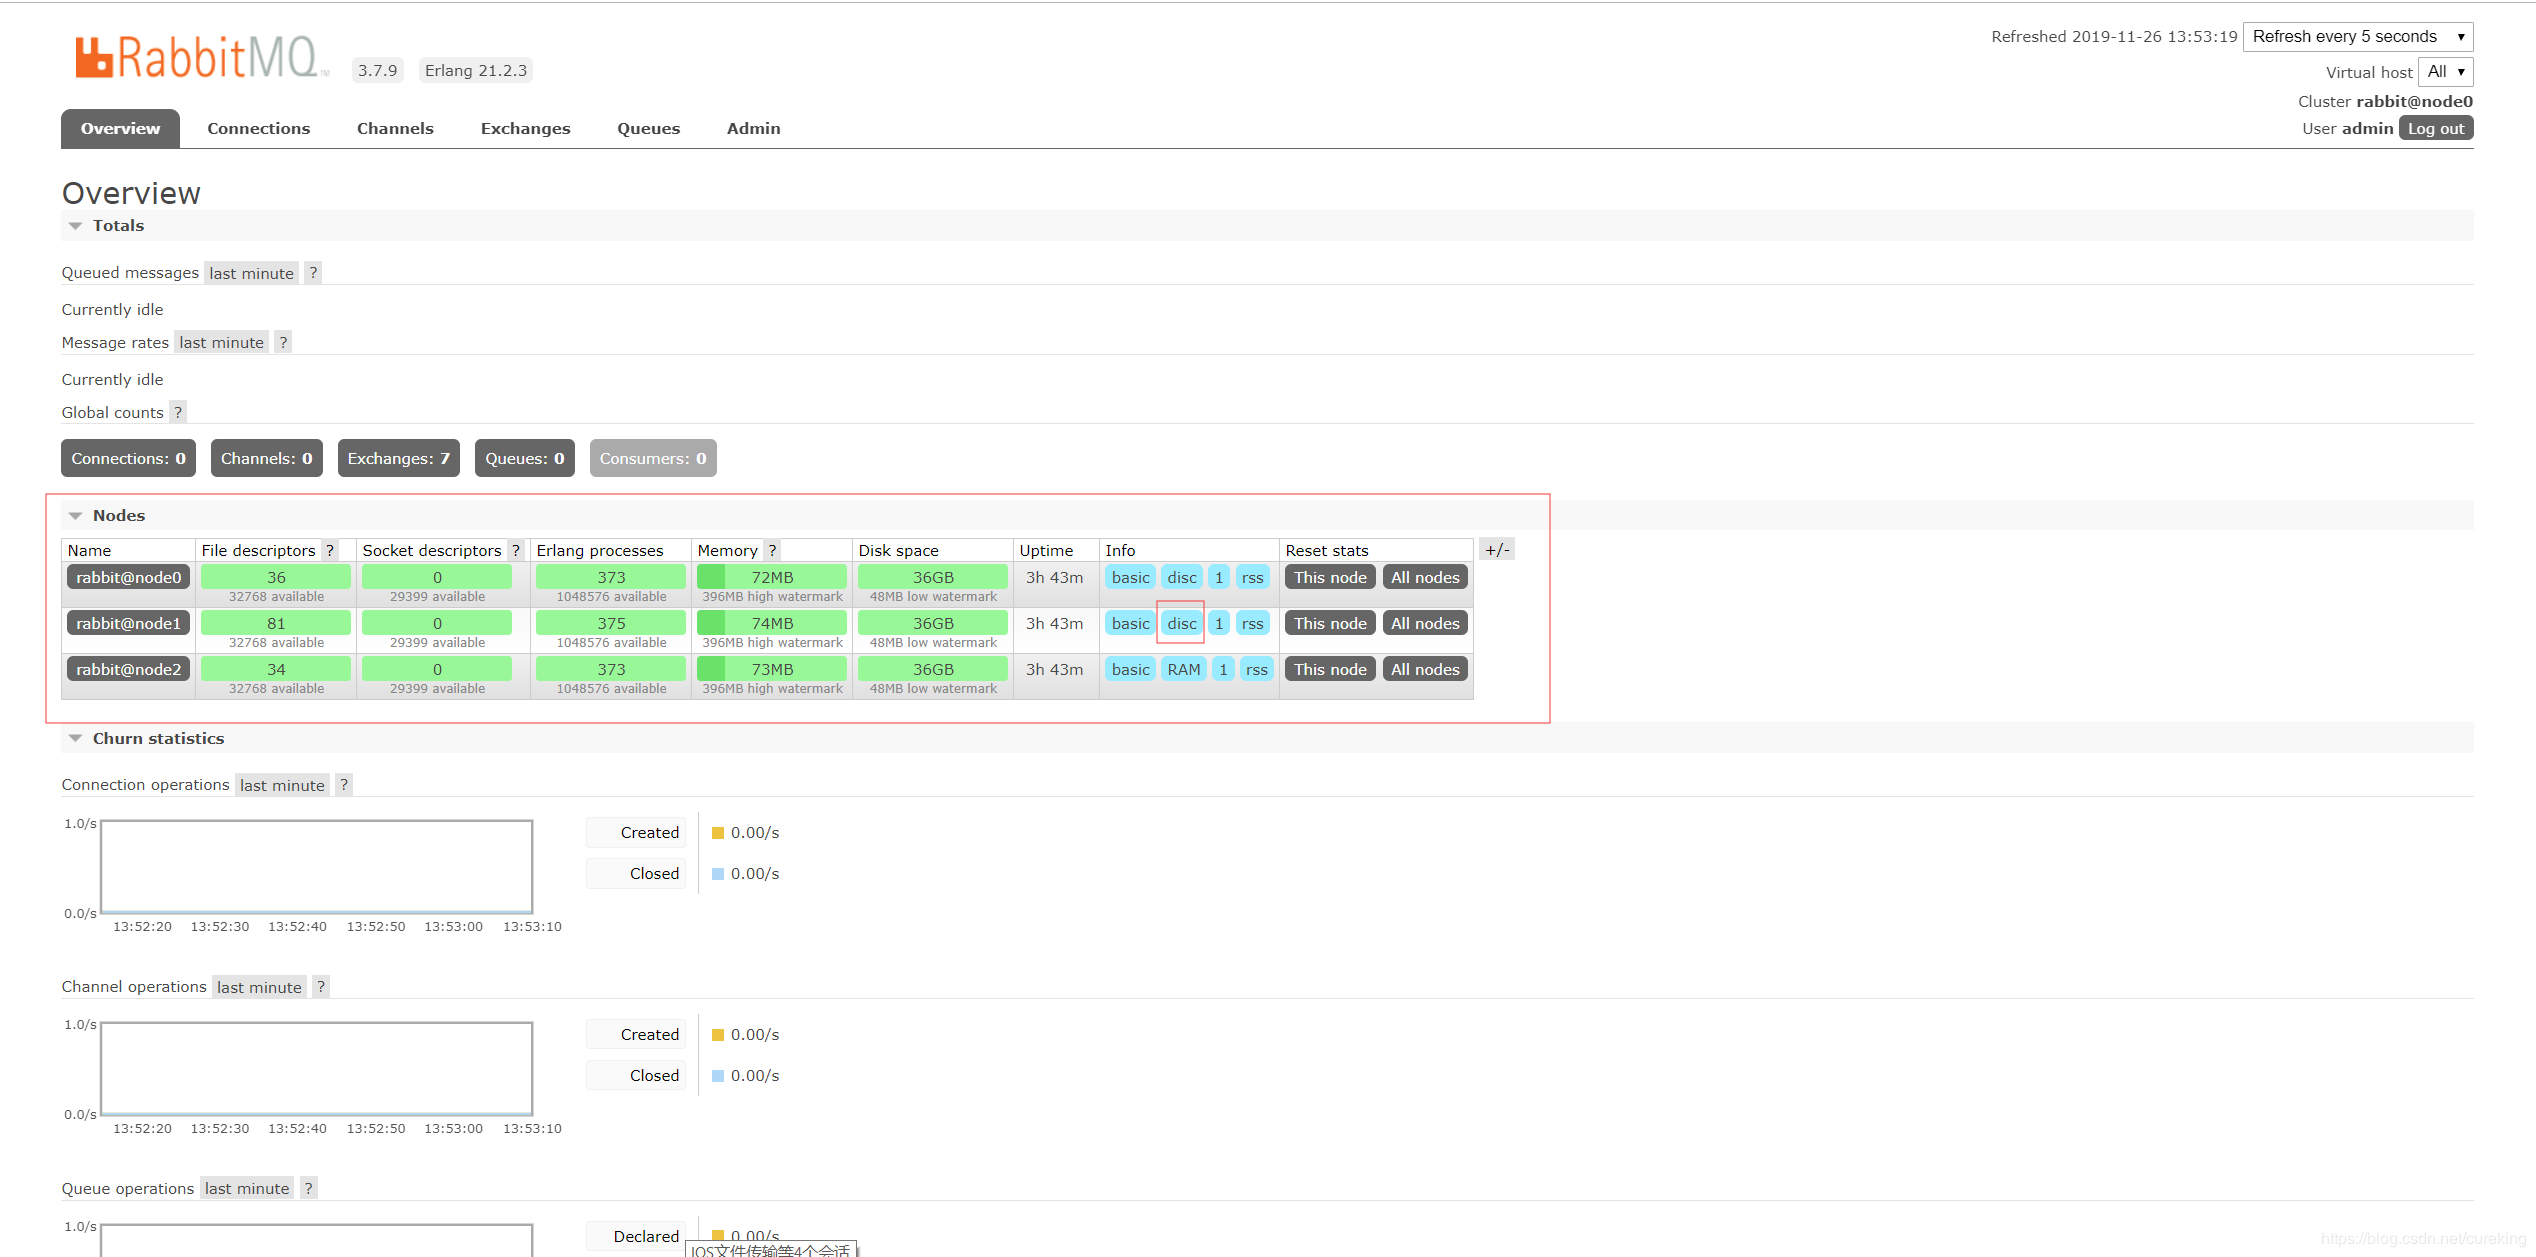 RabbitMQ TM 3.7.9 Erlang 21.2.3
Refreshed 2019-11-26 13:53:19 Refresh every 5 seconds
Virtual host All
Cluster rabbit@node0
User admin Log out
Overview Connections Channels Exchanges Queues Admin
Overview
Totals
Queued messages last minute ?
Currently idle
Message rates last minute ?
Currently idle
Global counts ?
Connections: 0 Channels: 0 Exchanges: 7 Queues: 0 Consumers: 0
Nodes
Name File descriptors ? Socket descriptors ? Erlang processes Memory ? Disk space Uptime Info Reset stats +/-
rabbit@node0 36 0 373 72MB 36GB 3h 43m basic disc 1 rss This node All nodes
32768 available 29399 available 1048576 available 396MB high watermark 48MB low watermark
rabbit@node1 81 0 375 74MB 36GB 3h 43m basic disc 1 rss This node All nodes
32768 available 29399 available 1048576 available 396MB high watermark 48MB low watermark
rabbit@node2 34 0 373 73MB 36GB 3h 43m basic RAM 1 rss This node All nodes
32768 available 29399 available 1048576 available 396MB high watermark 48MB low watermark
Churn statistics
Connection operations last minute ?
1.0/s
Created 0.00/s
Closed 0.00/s
0.0/s
13:52:20 13:52:30 13:52:40 13:52:50 13:53:00 13:53:10
Channel operations last minute ?
1.0/s
Created 0.00/s
Closed 0.00/s
0.0/s
13:52:20 13:52:30 13:52:40 13:52:50 13:53:00 13:53:10
Queue operations last minute ?
1.0/s
Declared 0.00/s
IOS文件传输等4个会话
https://blog.csdn.net/cureking